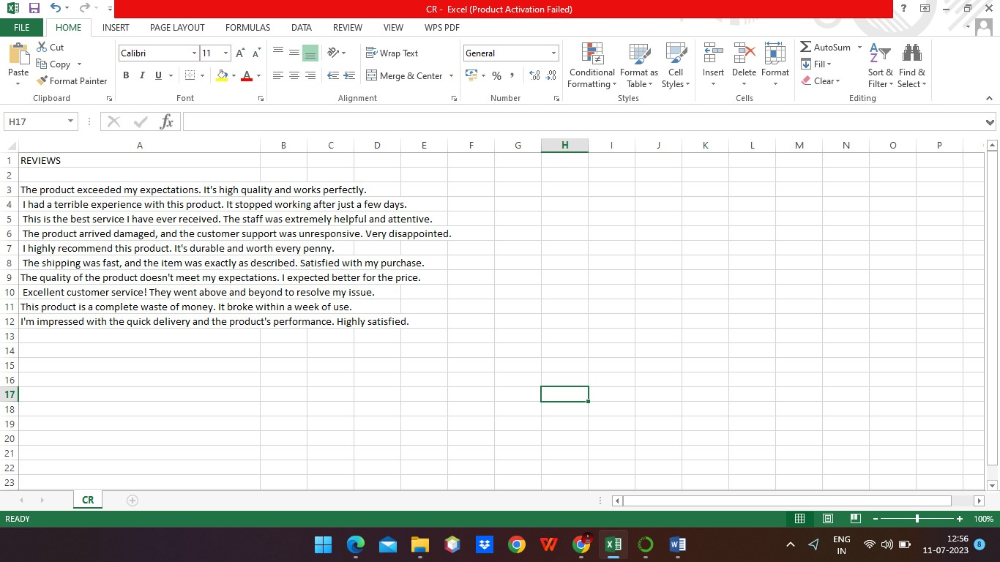 CR - Excel (Product Activation Failed)
FILE HOME INSERT PAGE LAYOUT FORMULAS DATA REVIEW VIEW WPS PDF
Paste
Cut
Copy
Format Painter
Calibri 11
B I U
Wrap Text
Merge & Center
General
%
Conditional Formatting
Format as Table
Cell Styles
Insert
Delete
Format
AutoSum
Fill
Clear
Sort & Filter
Find & Select
Clipboard Font Alignment Number Styles Cells Editing
H17
fx
A B C D E F G H I J K L M N O P
1 REVIEWS
2
3 The product exceeded my expectations. It's high quality and works perfectly.
4 I had a terrible experience with this product. It stopped working after just a few days.
5 This is the best service I have ever received. The staff was extremely helpful and attentive.
6 The product arrived damaged, and the customer support was unresponsive. Very disappointed.
7 I highly recommend this product. It's durable and worth every penny.
8 The shipping was fast, and the item was exactly as described. Satisfied with my purchase.
9 The quality of the product doesn't meet my expectations. I expected better for the price.
10 Excellent customer service! They went above and beyond to resolve my issue.
11 This product is a complete waste of money. It broke within a week of use.
12 I'm impressed with the quick delivery and the product's performance. Highly satisfied.
13
14
15
16
17
18
19
20
21
22
23
CR
READY
100%
ENG
IN
12:56
11-07-2023
8